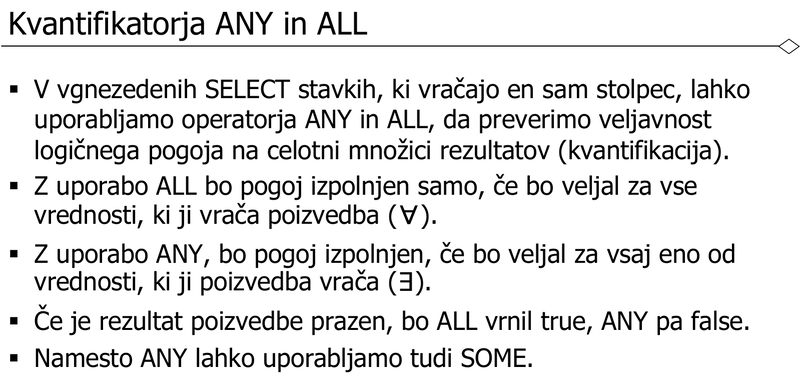 Kvantifikatorja ANY in ALL
▪ V vgnezedenih SELECT stavkih, ki vračajo en sam stolpec, lahko
uporabljamo operatorja ANY in ALL, da preverimo veljavnost
logičnega pogoja na celotni množici rezultatov (kvantifikacija).
▪ Z uporabo ALL bo pogoj izpolnjen samo, če bo veljal za vse
vrednosti, ki ji vrača poizvedba (∀).
▪ Z uporabo ANY, bo pogoj izpolnjen, če bo veljal za vsaj eno od
vrednosti, ki ji poizvedba vrača (∃).
▪ Če je rezultat poizvedbe prazen, bo ALL vrnil true, ANY pa false.
▪ Namesto ANY lahko uporabljamo tudi SOME.